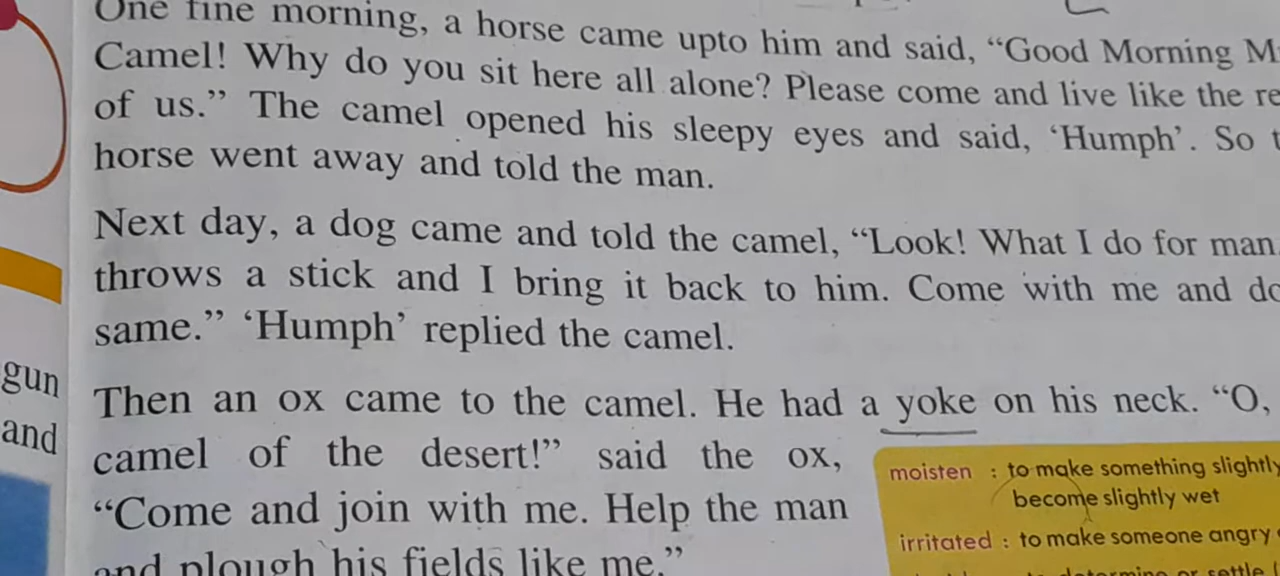 One fine morning, a horse came upto him and said, “Good Morning
Camel! Why do you sit here all alone? Please come and live like the
of us.” The camel opened his sleepy eyes and said, ‘Humph’. So
horse went away and told the man.
Next day, a dog came and told the camel, “Look! What I do for man
throws a stick and I bring it back to him. Come with me and
same.” ‘Humph’ replied the camel.
Then an ox came to the camel. He had a yoke on his neck. “O,
camel of the desert!” said the ox,
“Come and join with me. Help the man
and plough his fields like me.”
gun
and
moisten : to make something slightly
become slightly wet
irritated : to make someone angry
or settle